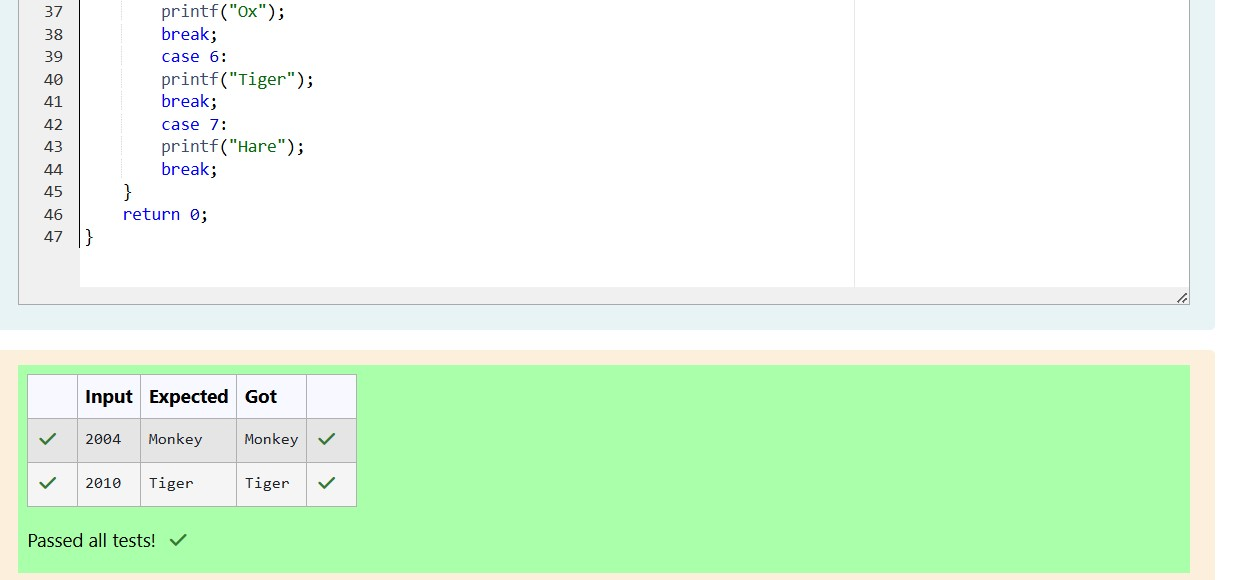 37 printf("Ox");
38 break;
39 case 6:
40 printf("Tiger");
41 break;
42 case 7:
43 printf("Hare");
44 break;
45 }
46 return 0;
47 }
Input Expected Got
2004 Monkey Monkey
2010 Tiger Tiger
Passed all tests!